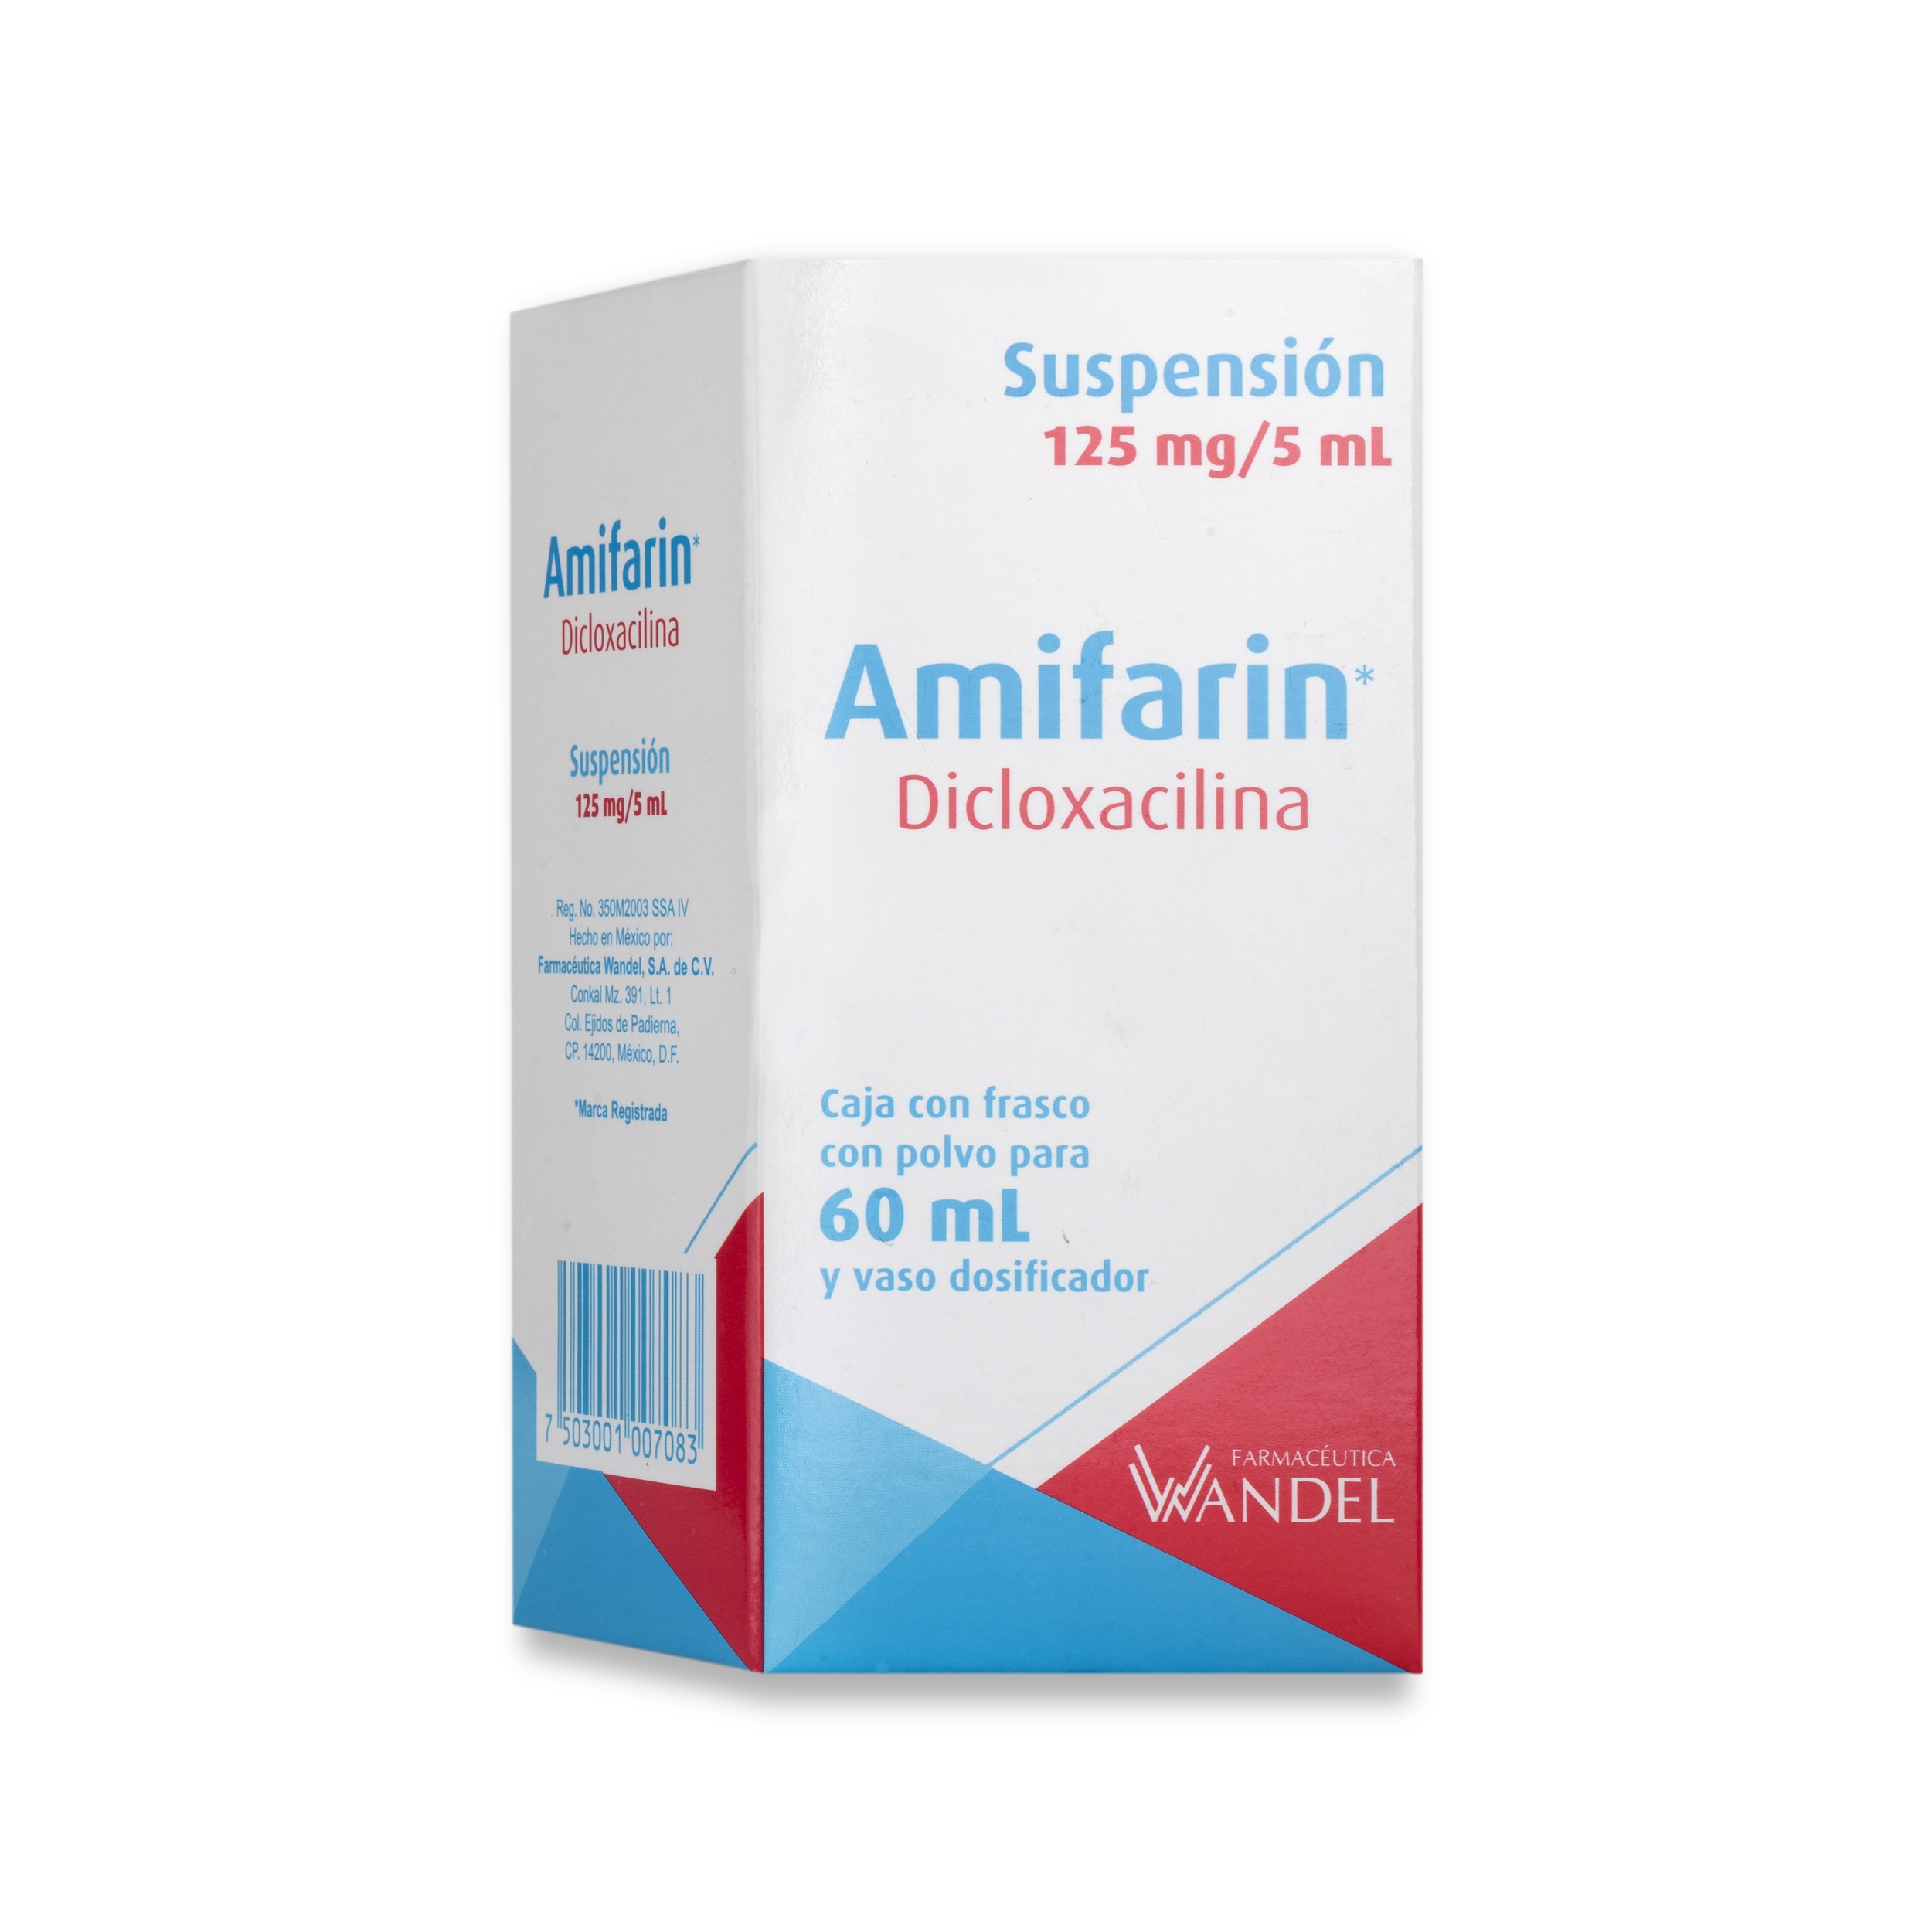 Suspensión
125 mg/5 mL
Amifarin*
Dicloxacilina
Caja con frasco
con polvo para
60 mL
y vaso dosificador
FARMACÉUTICA
WANDEL
Amifarin*
Dicloxacilina
Suspensión
125 mg/5 mL
Reg. No. 350M2003 SSA IV
Hecho en México por:
Farmacéutica Wandel, S.A. de C.V.
Conkal Mz. 391, Lt. 1
Col. Ejidos de Padierna,
CP. 14200, México, D.F.
*Marca Registrada
7 503001 007083